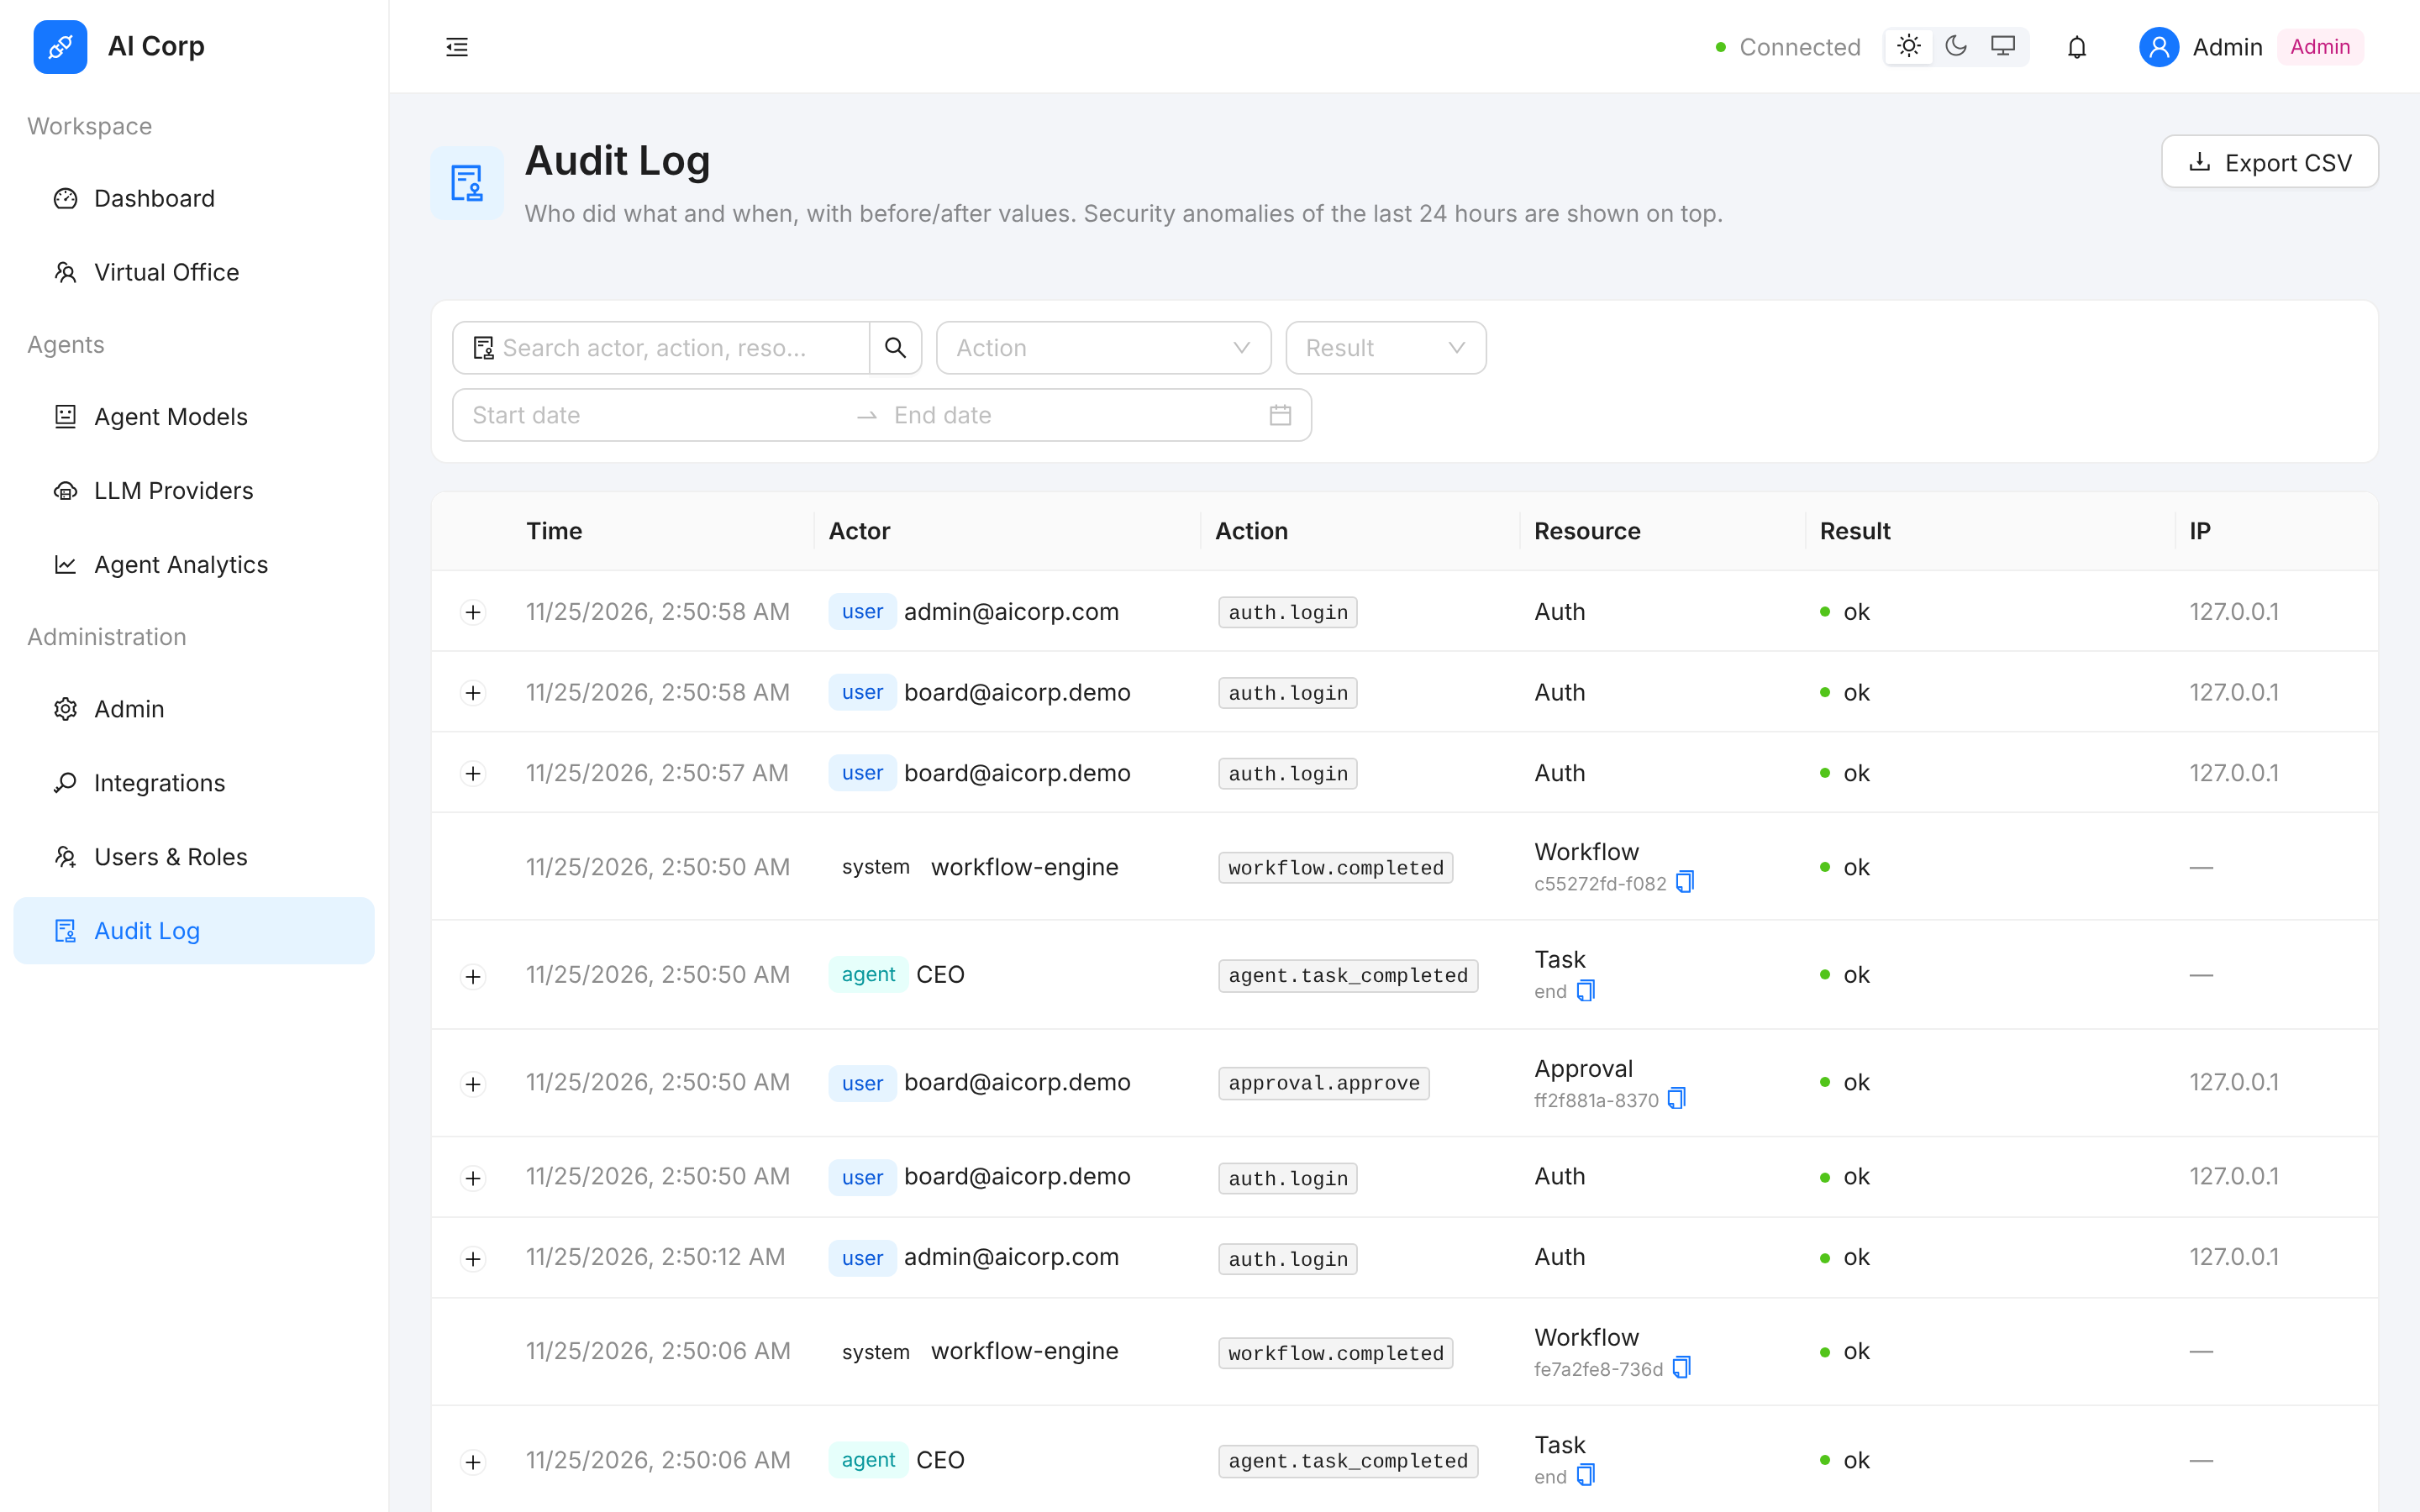 AI Corp
Connected
Admin
Admin
Workspace
Dashboard
Virtual Office
Agents
Agent Models
LLM Providers
Agent Analytics
Administration
Admin
Integrations
Users & Roles
Audit Log
Audit Log
Who did what and when, with before/after values. Security anomalies of the last 24 hours are shown on top.
Export CSV
Search actor, action, reso...
Action
Result
Start date
End date
Time Actor Action Resource Result IP
11/25/2026, 2:50:58 AM user admin@aicorp.com auth.login Auth ok 127.0.0.1
11/25/2026, 2:50:58 AM user board@aicorp.demo auth.login Auth ok 127.0.0.1
11/25/2026, 2:50:57 AM user board@aicorp.demo auth.login Auth ok 127.0.0.1
11/25/2026, 2:50:50 AM system workflow-engine workflow.completed Workflow ok —
c55272fd-f082
11/25/2026, 2:50:50 AM agent CEO agent.task_completed Task ok —
end
11/25/2026, 2:50:50 AM user board@aicorp.demo approval.approve Approval ok 127.0.0.1
ff2f881a-8370
11/25/2026, 2:50:50 AM user board@aicorp.demo auth.login Auth ok 127.0.0.1
11/25/2026, 2:50:12 AM user admin@aicorp.com auth.login Auth ok 127.0.0.1
11/25/2026, 2:50:06 AM system workflow-engine workflow.completed Workflow ok —
fe7a2fe8-736d
11/25/2026, 2:50:06 AM agent CEO agent.task_completed Task ok —
end